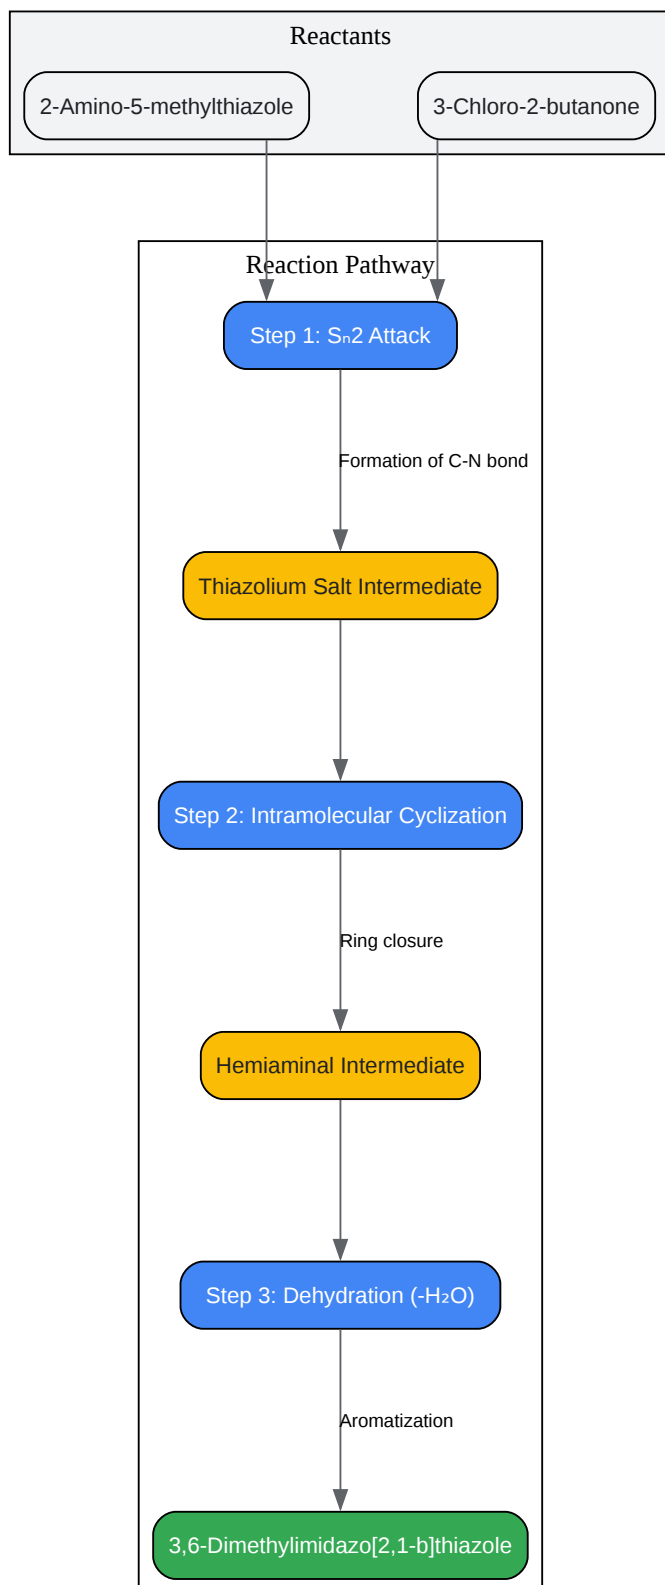 Reactants
2-Amino-5-methylthiazole
3-Chloro-2-butanone
Reaction Pathway
Step 1: Sₙ2 Attack
Formation of C-N bond
Thiazolium Salt Intermediate
Step 2: Intramolecular Cyclization
Ring closure
Hemiaminal Intermediate
Step 3: Dehydration (-H₂O)
Aromatization
3,6-Dimethylimidazo[2,1-b]thiazole